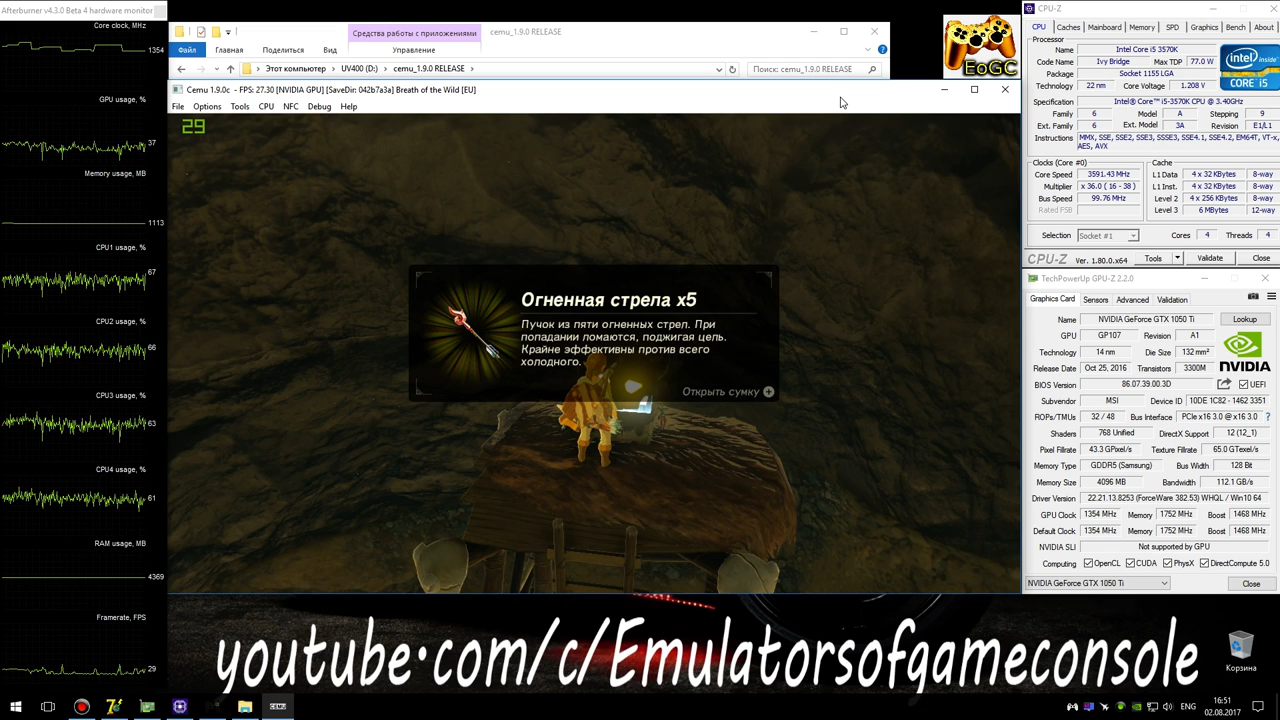 Afterburner v4.3.0 Beta 4 hardware monitor
Core clock, MHz
1354
GPU usage, %
37
Memory usage, MB
1113
CPU1 usage, %
67
CPU2 usage, %
66
CPU3 usage, %
63
CPU4 usage, %
61
RAM usage, MB
4369
Framerate, FPS
29
Средства работы с приложениями
cemu_1.9.0 RELEASE
Файл Главная Поделиться Вид Управление
Этот компьютер UV400 (D:) cemu_1.9.0 RELEASE
Поиск: cemu_1.9.0 RELEASE
EoGC
Cemu 1.9.0c - FPS: 27.30 [NVIDIA GPU] [SaveDir: 042b7a3a] Breath of the Wild [EU]
File Options Tools CPU NFC Debug Help
29
Огненная стрела x5
Пучок из пяти огненных стрел. При
попадании ломаются, поджигая цель.
Крайне эффективны против всего
холодного.
Открыть сумку
CPU-Z
CPU Caches Mainboard Memory SPD Graphics Bench About
Processor
Name Intel Core i5 3570K
Code Name Ivy Bridge Max TDP 77.0 W
Package Socket 1155 LGA
Technology 22 nm Core Voltage 1.208 V
intel inside
CORE i5
Specification Intel® Core™ i5-3570K CPU @ 3.40GHz
Family 6 Model A Stepping 9
Ext. Family 6 Ext. Model 3A Revision E1/L1
Instructions MMX, SSE, SSE2, SSE3, SSSE3, SSE4.1, SSE4.2, EM64T, VT-x,
AES, AVX
Clocks (Core #0)
Core Speed 3591.43 MHz
Multiplier x 36.0 ( 16 - 38 )
Bus Speed 99.76 MHz
Rated FSB
Cache
L1 Data 4 x 32 KBytes 8-way
L1 Inst. 4 x 32 KBytes 8-way
Level 2 4 x 256 KBytes 8-way
Level 3 6 MBytes 12-way
Selection Socket #1 Cores 4 Threads 4
CPU-Z Ver. 1.80.0.x64 Tools Validate Close
TechPowerUp GPU-Z 2.2.0
Graphics Card Sensors Advanced Validation
Name NVIDIA GeForce GTX 1050 Ti Lookup
GPU GP107 Revision A1
Technology 14 nm Die Size 132 mm²
Release Date Oct 25, 2016 Transistors 3300M
NVIDIA
BIOS Version 86.07.39.00.3D UEFI
Subvendor MSI Device ID 10DE 1C82 - 1462 3351
ROPs/TMUs 32 / 48 Bus Interface PCIe x16 3.0 @ x16 3.0 ?
Shaders 768 Unified DirectX Support 12 (12_1)
Pixel Fillrate 43.3 GPixel/s Texture Fillrate 65.0 GTexel/s
Memory Type GDDR5 (Samsung) Bus Width 128 Bit
Memory Size 4096 MB Bandwidth 112.1 GB/s
Driver Version 22.21.13.8253 (ForceWare 382.53) WHQL / Win10 64
GPU Clock 1354 MHz Memory 1752 MHz Boost 1468 MHz
Default Clock 1354 MHz Memory 1752 MHz Boost 1468 MHz
NVIDIA SLI Not supported by GPU
Computing OpenCL CUDA PhysX DirectCompute 5.0
NVIDIA GeForce GTX 1050 Ti Close
youtube.com/c/Emulatorsofgameconsole
Корзина
CEMU
ENG
16:51
02.08.2017